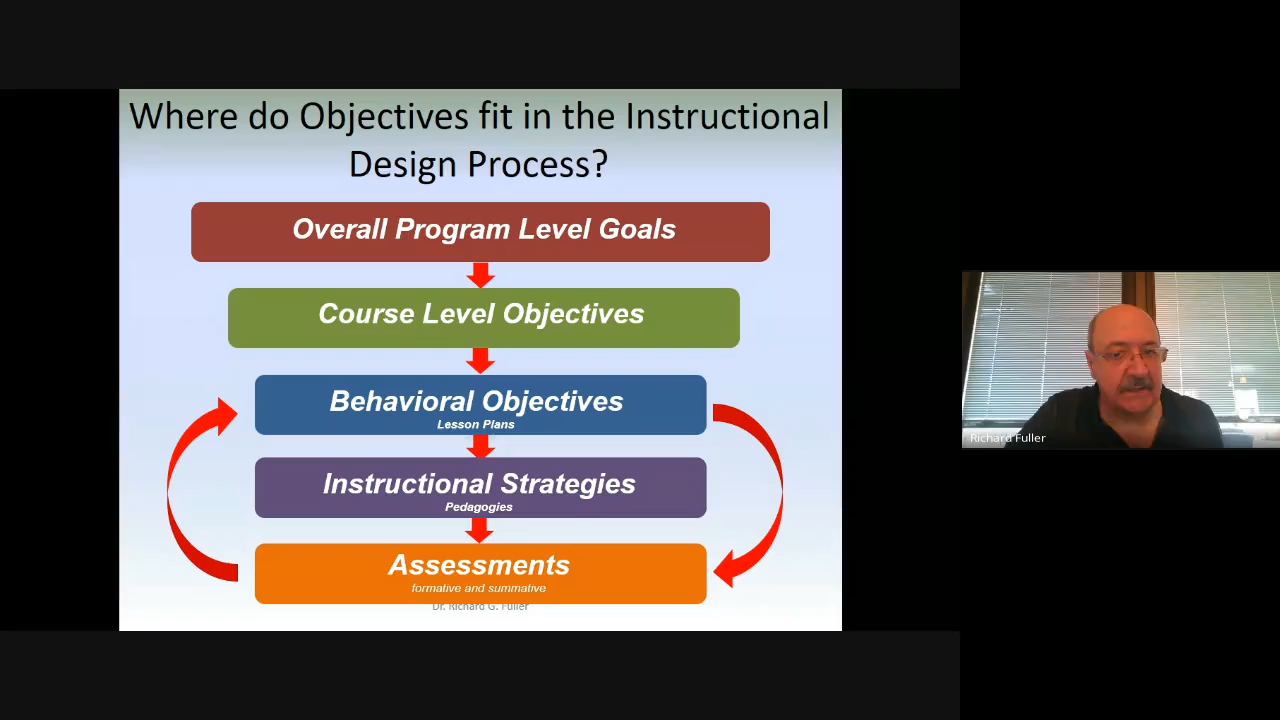 Where do Objectives fit in the Instructional
Design Process?
Overall Program Level Goals
Course Level Objectives
Behavioral Objectives
Lesson Plans
Instructional Strategies
Pedagogies
Assessments
formative and summative
Dr. Richard G. Fuller
Richard Fuller